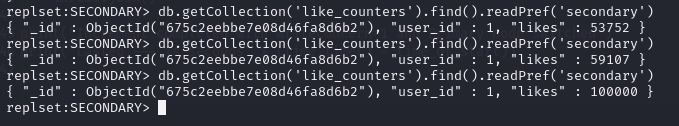 replset:SECONDARY> db.getCollection('like_counters').find().readPref('secondary')
{ "_id" : ObjectId("675c2eebbe7e08d46fa8d6b2"), "user_id" : 1, "likes" : 53752 }
replset:SECONDARY> db.getCollection('like_counters').find().readPref('secondary')
{ "_id" : ObjectId("675c2eebbe7e08d46fa8d6b2"), "user_id" : 1, "likes" : 59107 }
replset:SECONDARY> db.getCollection('like_counters').find().readPref('secondary')
{ "_id" : ObjectId("675c2eebbe7e08d46fa8d6b2"), "user_id" : 1, "likes" : 100000 }
replset:SECONDARY>